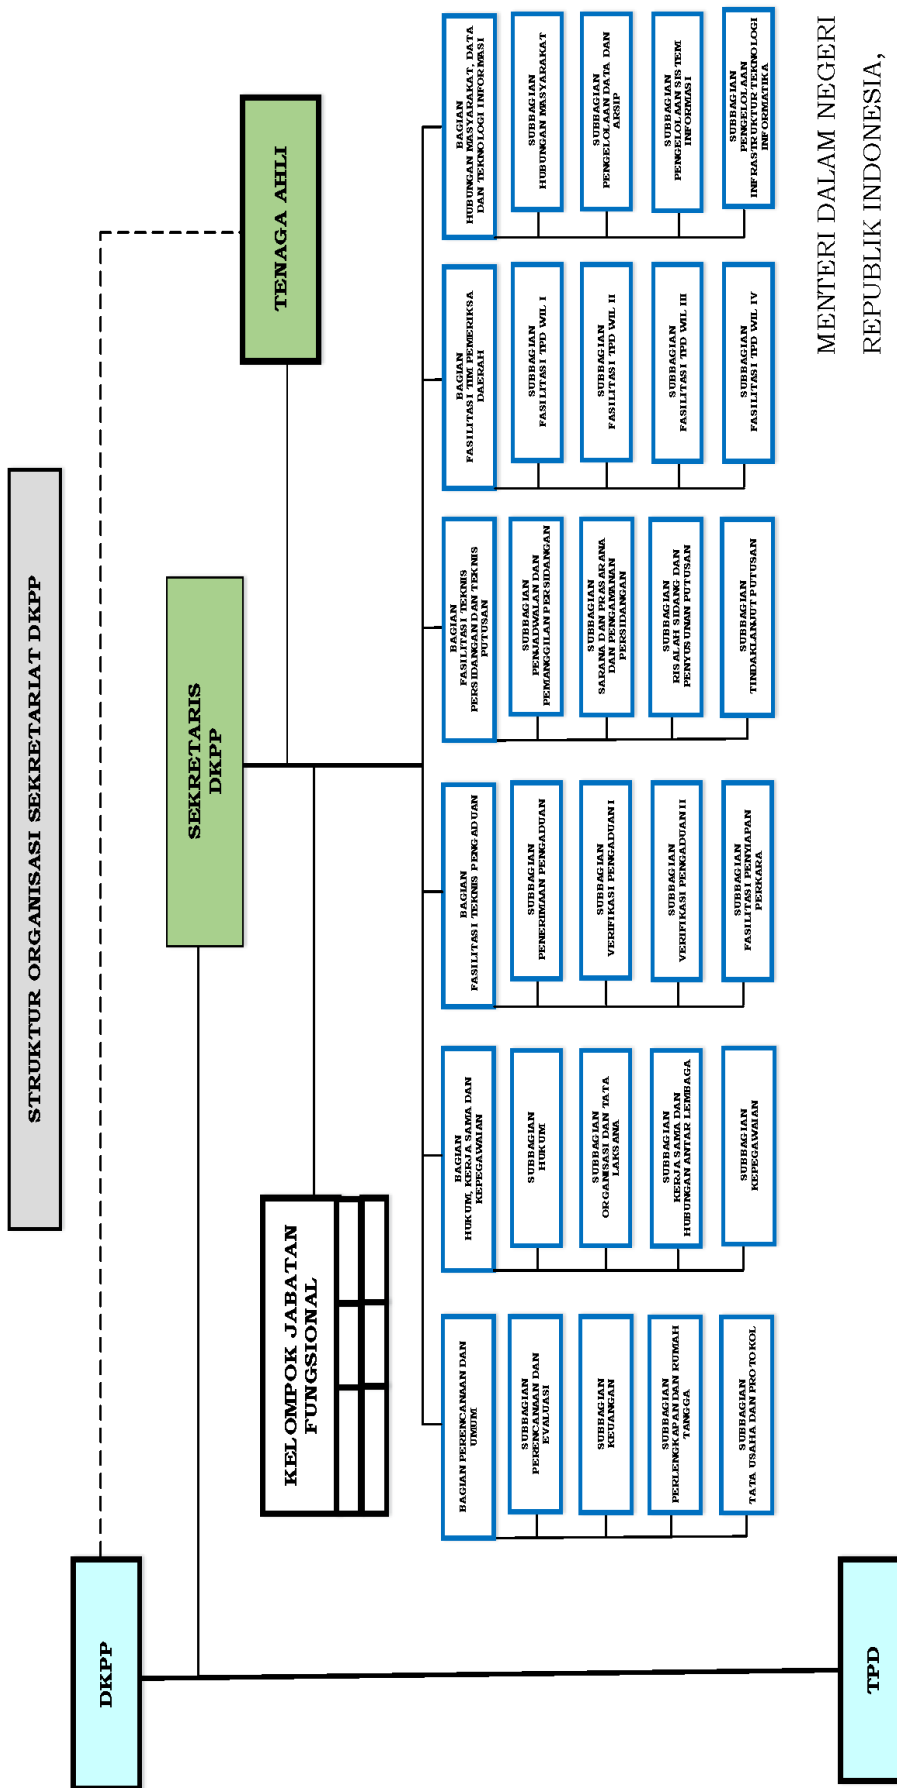 STRUKTUR ORGANISASI SEKRETARIAT DKPP
DKPP
SEKRETARIS
DKPP
TENAGA AHLI
KELOMPOK JABATAN
FUNGSIONAL
BAGIAN PERENCANAAN DAN
UMUM
SUBBAGIAN
PERENCANAAN DAN
EVALUASI
SUBBAGIAN
KEUANGAN
SUBBAGIAN
PERLENGKAPAN DAN RUMAH
TANGGA
SUBBAGIAN
TATA USAHA DAN PROTOKOL
BAGIAN
HUKUM, KERJA SAMA DAN
KEPEGAWAIAN
SUBBAGIAN
HUKUM
SUBBAGIAN
ORGANISASI DAN TATA
LAKSANA
SUBBAGIAN
KERJA SAMA DAN
HUBUNGAN ANTAR LEMBAGA
SUBBAGIAN
KEPEGAWAIAN
BAGIAN
FASILITASI TEKNIS PENGADUAN
SUBBAGIAN
PENERIMAAN PENGADUAN
SUBBAGIAN
VERIFIKASI PENGADUAN I
SUBBAGIAN
VERIFIKASI PENGADUAN II
SUBBAGIAN
FASILITASI PENYIAPAN
PERKARA
BAGIAN
FASILITASI TEKNIS
PERSIDANGAN DAN TEKNIS
PUTUSAN
SUBBAGIAN
PENJADWALAN DAN
PEMANGGILAN PERSIDANGAN
SUBBAGIAN
SARANA DAN PRASARANA
DAN PENGAMANAN
PERSIDANGAN
SUBBAGIAN
RISALAH SIDANG DAN
PENYUSUNAN PUTUSAN
SUBBAGIAN
TINDAKLANJUT PUTUSAN
BAGIAN
FASILITASI TIM PEMERIKSA
DAERAH
SUBBAGIAN
FASILITASI TPD WIL I
SUBBAGIAN
FASILITASI TPD WIL II
SUBBAGIAN
FASILITASI TPD WIL III
SUBBAGIAN
FASILITASI TPD WIL IV
BAGIAN
HUBUNGAN MASYARAKAT, DATA
DAN TEKNOLOGI INFORMASI
SUBBAGIAN
HUBUNGAN MASYARAKAT
SUBBAGIAN
PENGELOLAAN DATA DAN
ARSIP
SUBBAGIAN
PENGELOLAAN SISTEM
INFORMASI
SUBBAGIAN
PENGELOLAAN
INFRASTRUKTUR TEKNOLOGI
INFORMATIKA
TPD
MENTERI DALAM NEGERI
REPUBLIK INDONESIA,